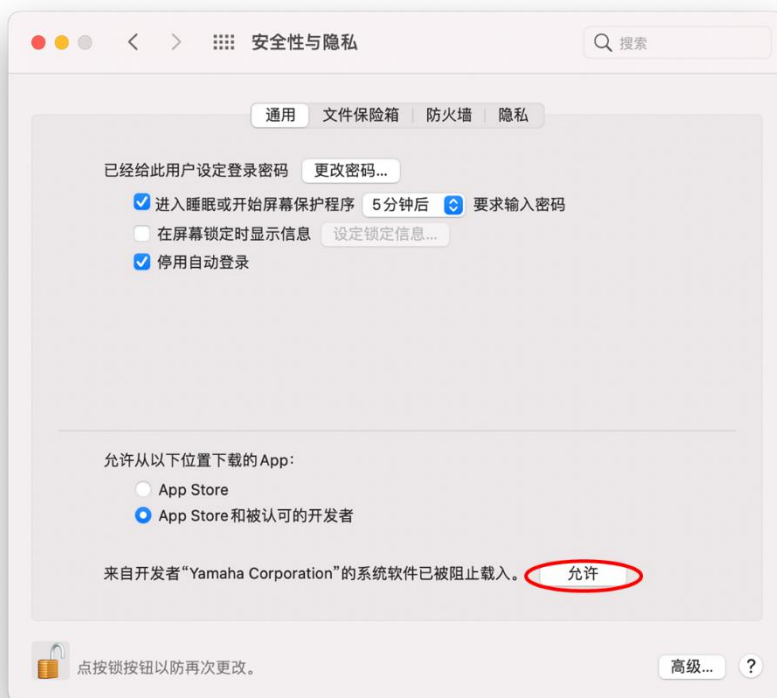 安全性与隐私
搜索
通用 文件保险箱 防火墙 隐私
已经给此用户设定登录密码 更改密码...
进入睡眠或开始屏幕保护程序 5分钟后 要求输入密码
在屏幕锁定时显示信息 设定锁定信息...
停用自动登录
允许从以下位置下载的App:
App Store
App Store和被认可的开发者
来自开发者“Yamaha Corporation”的系统软件已被阻止载入。 允许
点按锁按钮以防再次更改。
高级... ?